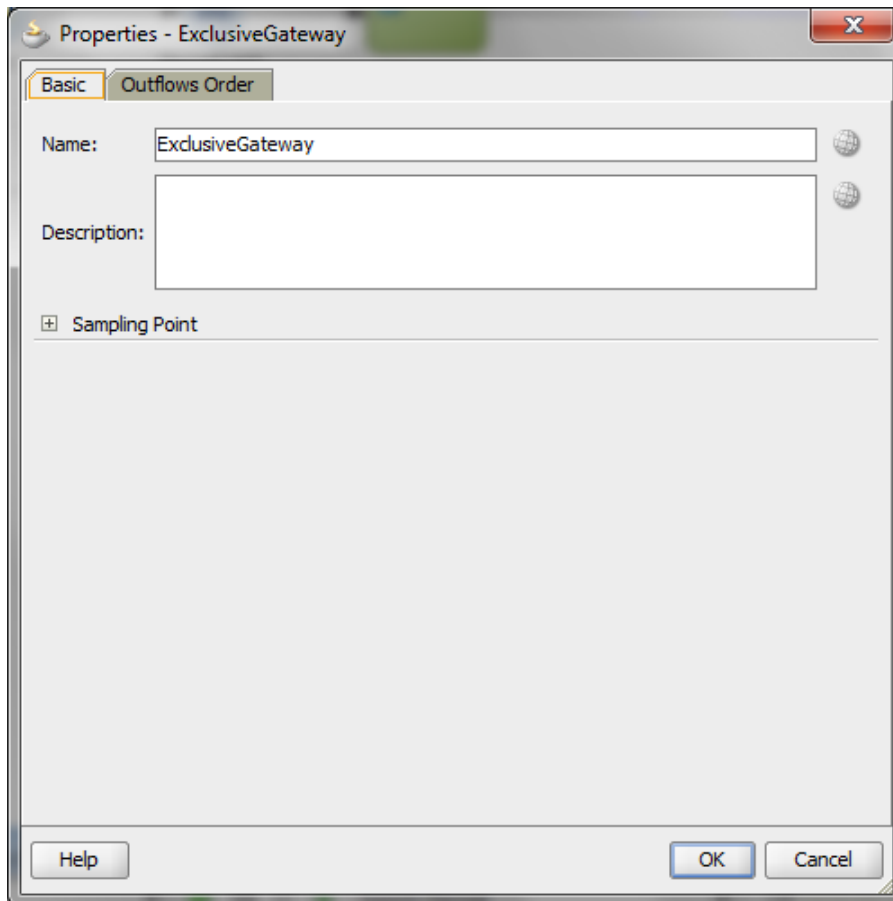 Properties - ExclusiveGateway
Basic Outflows Order
Name: ExclusiveGateway
Description:
Sampling Point
Help OK Cancel